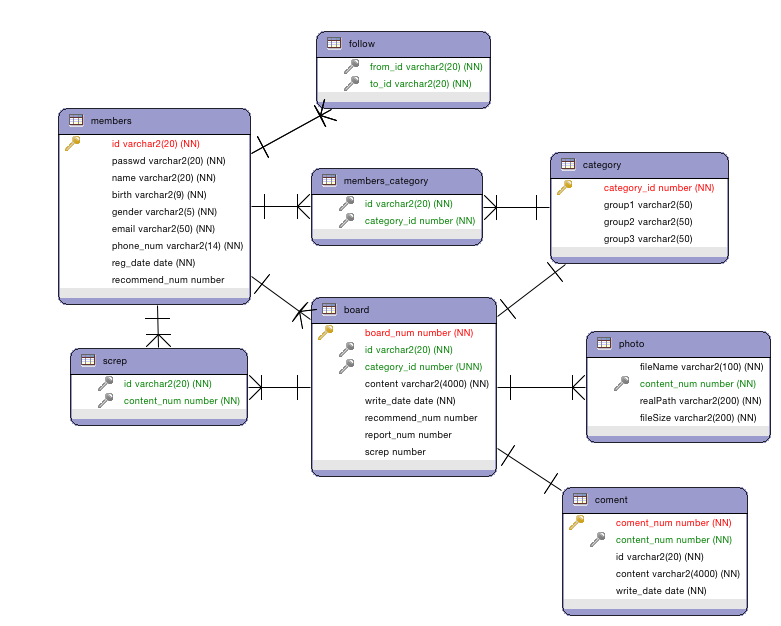 follow
from_id varchar2(20) (NN)
to_id varchar2(20) (NN)
members
id varchar2(20) (NN)
passwd varchar2(20) (NN)
name varchar2(20) (NN)
birth varchar2(9) (NN)
gender varchar2(5) (NN)
email varchar2(50) (NN)
phone_num varchar2(14) (NN)
reg_date date (NN)
recommend_num number
members_category
id varchar2(20) (NN)
category_id number (NN)
category
category_id number (NN)
group1 varchar2(50)
group2 varchar2(50)
group3 varchar2(50)
board
board_num number (NN)
id varchar2(20) (NN)
category_id number (UNN)
content varchar2(4000) (NN)
write_date date (NN)
recommend_num number
report_num number
screp number
screp
id varchar2(20) (NN)
content_num number (NN)
photo
fileName varchar2(100) (NN)
content_num number (NN)
realPath varchar2(200) (NN)
fileSize varchar2(200) (NN)
coment
coment_num number (NN)
content_num number (NN)
id varchar2(20) (NN)
content varchar2(4000) (NN)
write_date date (NN)